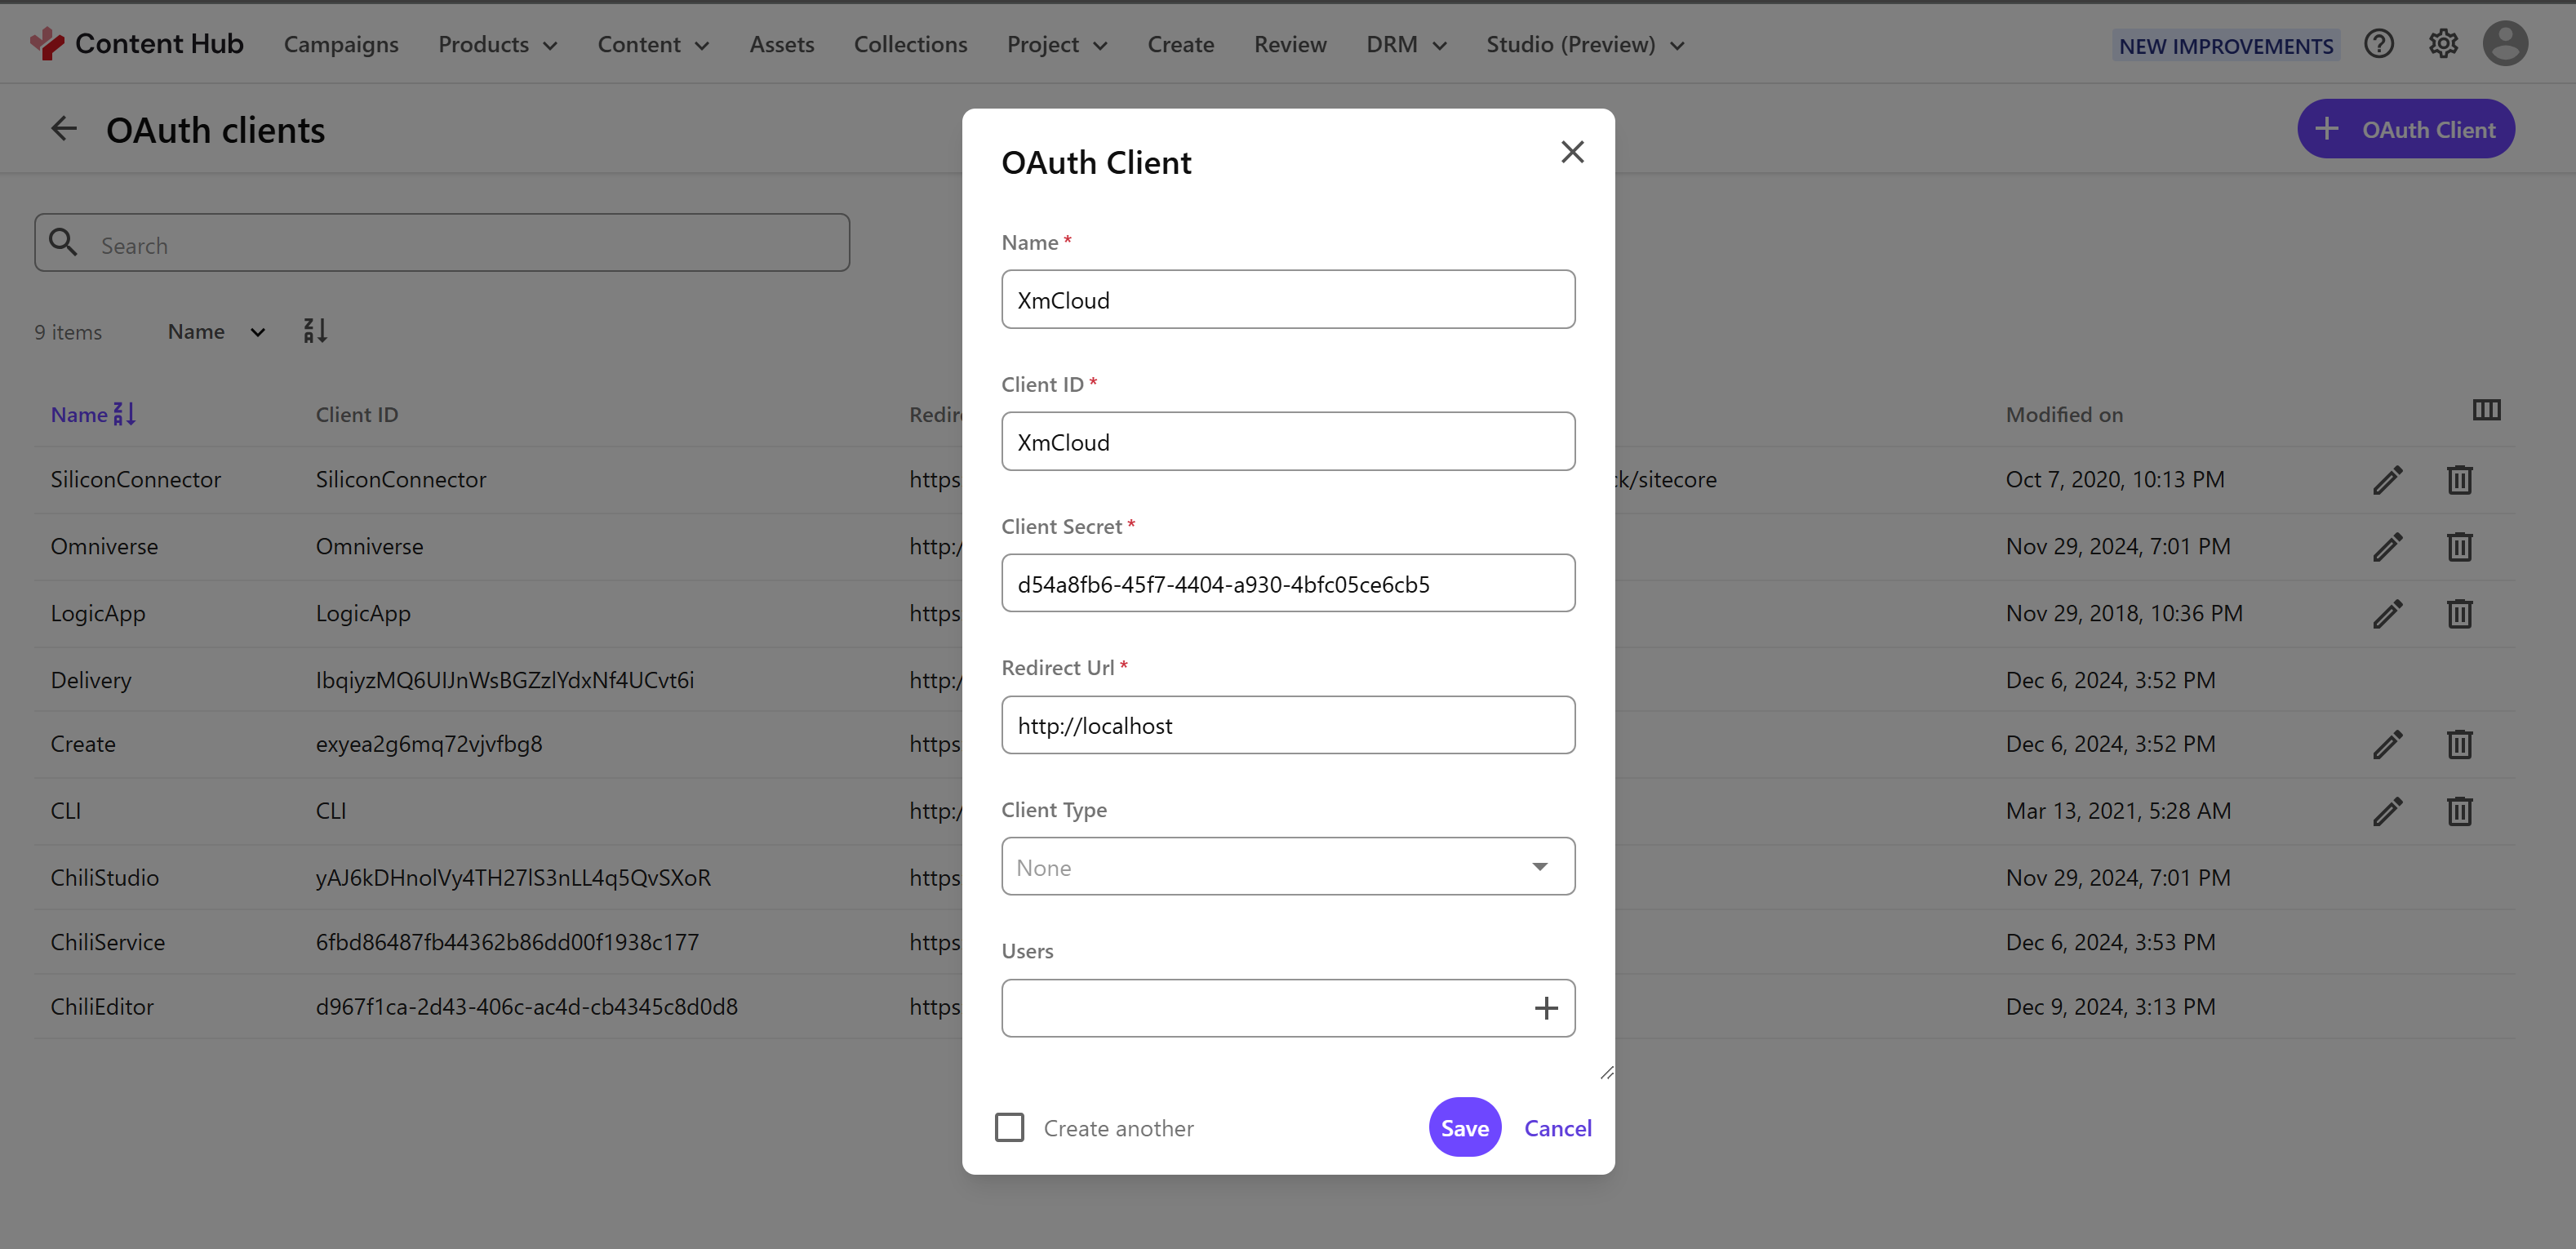 Content Hub Campaigns Products Content Assets Collections Project Create Review DRM Studio (Preview) NEW IMPROVEMENTS
OAuth clients
+ OAuth Client
Search
9 items Name
Name Client ID Redir Modified on
SiliconConnector SiliconConnector https ck/sitecore Oct 7, 2020, 10:13 PM
Omniverse Omniverse http:/ Nov 29, 2024, 7:01 PM
LogicApp LogicApp https Nov 29, 2018, 10:36 PM
Delivery IbqiyzMQ6UIJnWsBGZzlYdxNf4UCvt6i http:/ Dec 6, 2024, 3:52 PM
Create exyea2g6mq72vjvfbg8 https Dec 6, 2024, 3:52 PM
CLI CLI http:/ Mar 13, 2021, 5:28 AM
ChiliStudio yAJ6kDHnolVy4TH27lS3nLL4q5QvSXoR https Nov 29, 2024, 7:01 PM
ChiliService 6fbd86487fb44362b86dd00f1938c177 https Dec 6, 2024, 3:53 PM
ChiliEditor d967f1ca-2d43-406c-ac4d-cb4345c8d0d8 https Dec 9, 2024, 3:13 PM
OAuth Client
Name *
XmCloud
Client ID *
XmCloud
Client Secret *
d54a8fb6-45f7-4404-a930-4bfc05ce6cb5
Redirect Url *
http://localhost
Client Type
None
Users
Create another Save Cancel